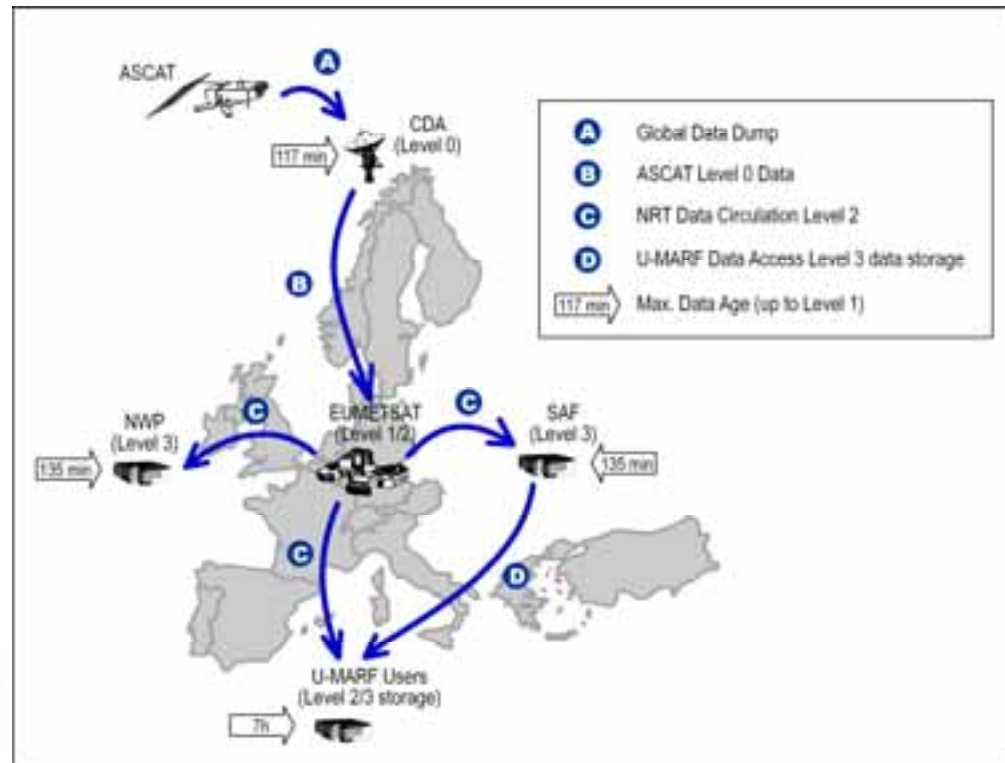 A
ASCAT
CDA
(Level 0)
117 min
A Global Data Dump
B ASCAT Level 0 Data
C NRT Data Circulation Level 2
D U-MARF Data Access Level 3 data storage
117 min Max. Data Age (up to Level 1)
B
NWP
(Level 3)
C
EUMETSAT
(Level 1/2)
C
SAF
(Level 3)
135 min
135 min
C
D
U-MARF Users
(Level 2/3 storage)
7h